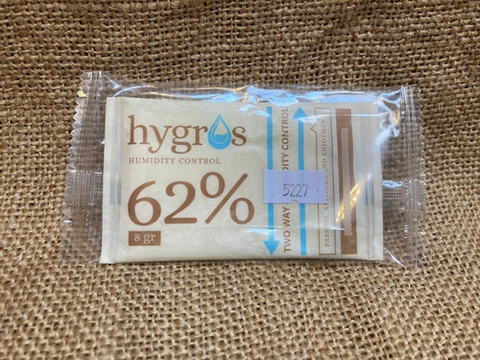 hygros
HUMIDITY CONTROL
62%
8 gr
5227
TWO WAY HUMIDITY CONTROL